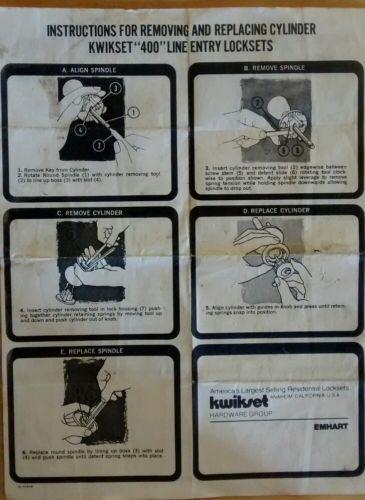 INSTRUCTIONS FOR REMOVING AND REPLACING CYLINDER
KWIKSET "400" LINE ENTRY LOCKSETS
A. ALIGN SPINDLE
3
1
4
2
1. Remove Key from Cylinder.
2. Rotate Round Spindle (1) with cylinder removing tool
(2) to line up boss (3) with slot (4).
B. REMOVE SPINDLE
3. Insert cylinder removing tool (2) edgewise between
screw stem (5) and detent slide (6) rotating tool clock-
wise to position shown. Apply slight leverage to remove
spring tension while holding spindle downwards allowing
spindle to drop out.
C. REMOVE CYLINDER
4. Insert cylinder removing tool in lock housing (7) push-
ing together cylinder retaining springs by moving tool up
and down and push cylinder out of knob.
D. REPLACE CYLINDER
5. Align cylinder with guides in knob and press until retain-
ing springs snap into position.
E. REPLACE SPINDLE
6. Replace round spindle by lining up boss (3) with slot
(4) and push spindle until detent spring snaps into place.
America's Largest Selling Residential Locksets
kwikset ANAHEIM, CALIFORNIA, U.S.A.
HARDWARE GROUP
EMHART